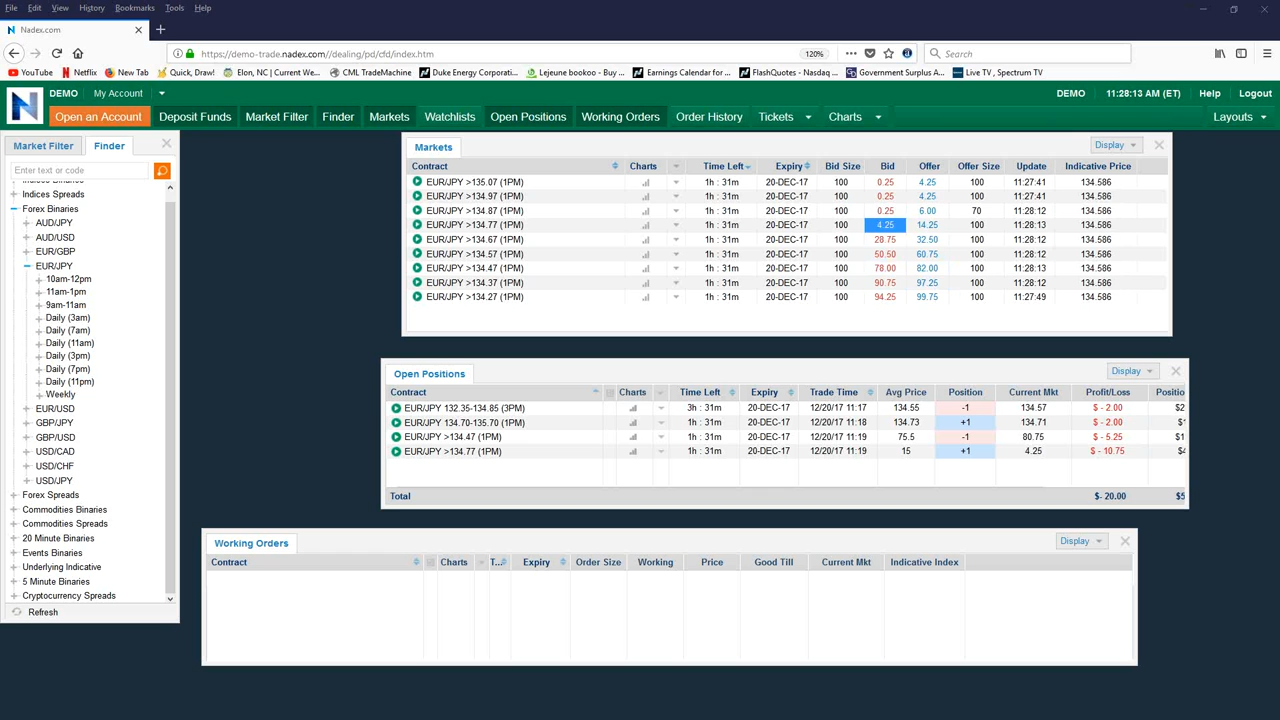 File Edit View History Bookmarks Tools Help
Nadex.com
https://demo-trade.nadex.com//dealing/pd/cfd/index.htm 120% Search
YouTube Netflix New Tab Quick, Draw! Elon, NC | Current We... CML TradeMachine Duke Energy Corporati... Lejeune bookoo - Buy ... Earnings Calendar for ... FlashQuotes - Nasdaq ... Government Surplus A... Live TV , Spectrum TV
DEMO My Account DEMO 11:28:13 AM (ET) Help Logout
Open an Account Deposit Funds Market Filter Finder Markets Watchlists Open Positions Working Orders Order History Tickets Charts Layouts
Market Filter Finder
Enter text or code
Indices Spreads
Forex Binaries
AUD/JPY
AUD/USD
EUR/GBP
EUR/JPY
10am-12pm
11am-1pm
9am-11am
Daily (3am)
Daily (7am)
Daily (11am)
Daily (3pm)
Daily (7pm)
Daily (11pm)
Weekly
EUR/USD
GBP/JPY
GBP/USD
USD/CAD
USD/CHF
USD/JPY
Forex Spreads
Commodities Binaries
Commodities Spreads
20 Minute Binaries
Events Binaries
Underlying Indicative
5 Minute Binaries
Cryptocurrency Spreads
Refresh
Markets Display
Contract Charts Time Left Expiry Bid Size Bid Offer Offer Size Update Indicative Price
EUR/JPY >135.07 (1PM) 1h : 31m 20-DEC-17 100 0.25 4.25 100 11:27:41 134.586
EUR/JPY >134.97 (1PM) 1h : 31m 20-DEC-17 100 0.25 4.25 100 11:27:41 134.586
EUR/JPY >134.87 (1PM) 1h : 31m 20-DEC-17 100 0.25 6.00 70 11:28:12 134.586
EUR/JPY >134.77 (1PM) 1h : 31m 20-DEC-17 100 4.25 14.25 100 11:28:13 134.586
EUR/JPY >134.67 (1PM) 1h : 31m 20-DEC-17 100 28.75 32.50 100 11:28:12 134.586
EUR/JPY >134.57 (1PM) 1h : 31m 20-DEC-17 100 50.50 60.75 100 11:28:12 134.586
EUR/JPY >134.47 (1PM) 1h : 31m 20-DEC-17 100 78.00 82.00 100 11:28:13 134.586
EUR/JPY >134.37 (1PM) 1h : 31m 20-DEC-17 100 90.75 97.25 100 11:28:12 134.586
EUR/JPY >134.27 (1PM) 1h : 31m 20-DEC-17 100 94.25 99.75 100 11:27:49 134.586
Open Positions Display
Contract Charts Time Left Expiry Trade Time Avg Price Position Current Mkt Profit/Loss Positio
EUR/JPY 132.35-134.85 (3PM) 3h : 31m 20-DEC-17 12/20/17 11:17 134.55 -1 134.57 $ - 2.00 $2
EUR/JPY 134.70-135.70 (1PM) 1h : 31m 20-DEC-17 12/20/17 11:18 134.73 +1 134.71 $ - 2.00 $1
EUR/JPY >134.47 (1PM) 1h : 31m 20-DEC-17 12/20/17 11:19 75.5 -1 80.75 $ - 5.25 $1
EUR/JPY >134.77 (1PM) 1h : 31m 20-DEC-17 12/20/17 11:19 15 +1 4.25 $ - 10.75 $4
Total $- 20.00 $5
Working Orders Display
Contract Charts T... Expiry Order Size Working Price Good Till Current Mkt Indicative Index